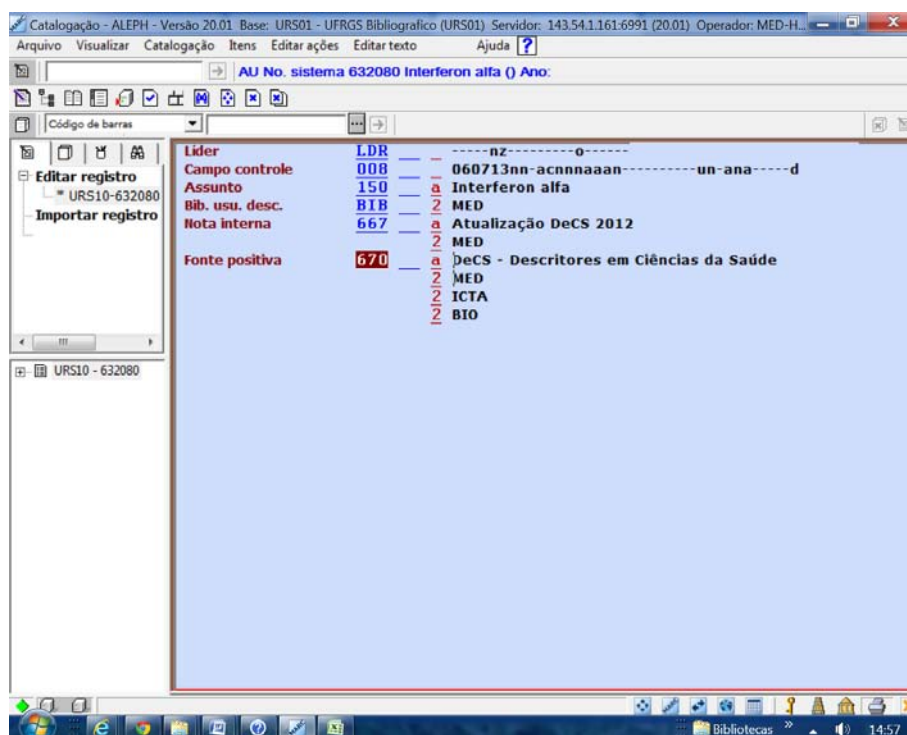 Catalogação - ALEPH - Versão 20.01 Base: URS01 - UFRGS Bibliografico (URS01) Servidor: 143.54.1.161:6991 (20.01) Operador: MED-H...
Arquivo Visualizar Catalogação Itens Editar ações Editar texto Ajuda ?
AU No. sistema 632080 Interferon alfa () Ano:
Código de barras
Editar registro
* URS10-632080
Importar registro
URS10 - 632080
Líder LDR -----nz---------o------
Campo controle 008 060713nn-acnnnaaan----------un-ana-----d
Assunto 150 a Interferon alfa
Bib. usu. desc. BIB 2 MED
Nota interna 667 a Atualização DeCS 2012
2 MED
Fonte positiva 670 a DeCS - Descritores em Ciências da Saúde
2 MED
2 ICTA
2 BIO
Bibliotecas » 14:57